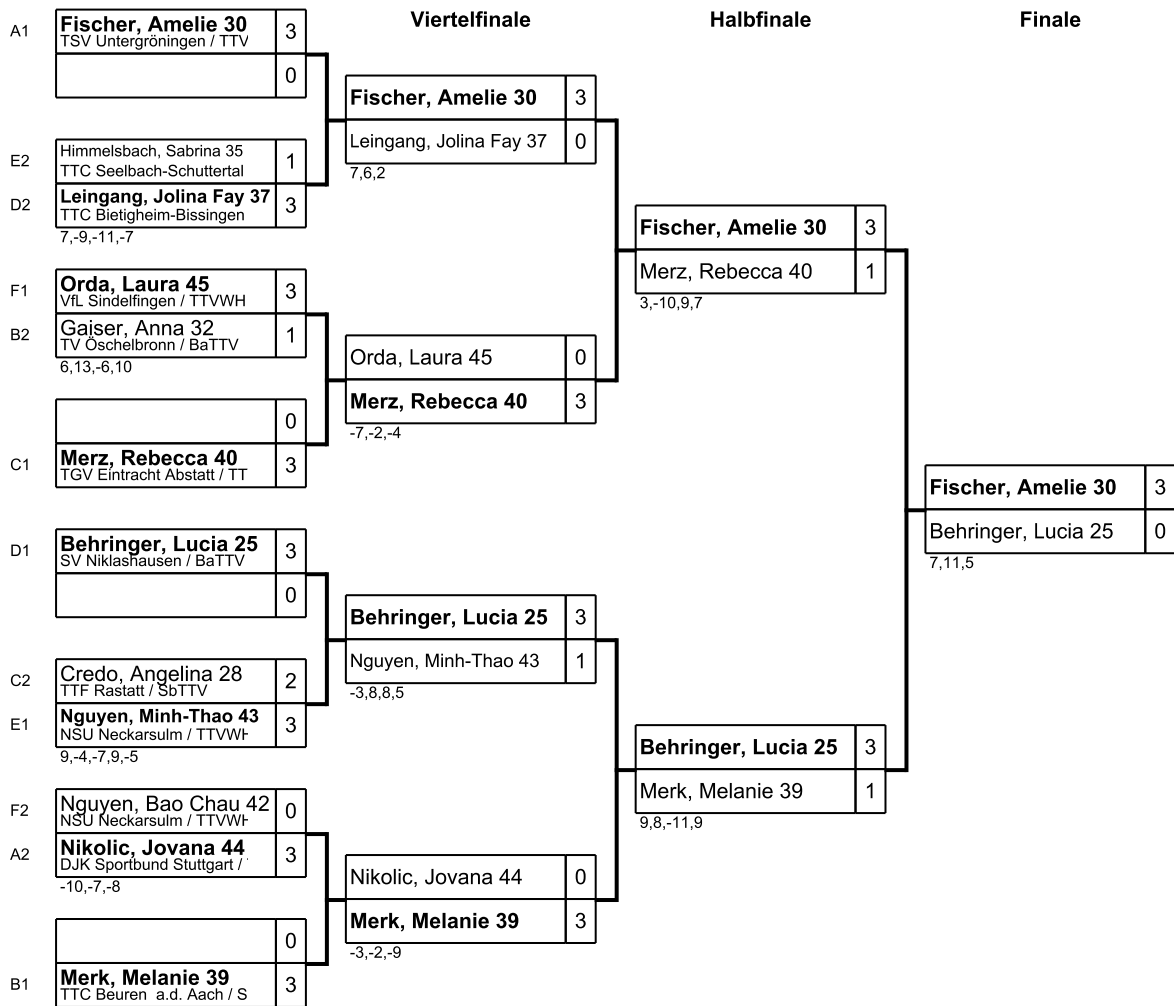 Viertelfinale
Halbfinale
Finale
A1
Fischer, Amelie 30
3
TSV Untergröningen / TTV
0
E2
Himmelsbach, Sabrina 35
1
TTC Seelbach-Schuttertal
D2
Leingang, Jolina Fay 37
3
TTC Bietigheim-Bissingen
7,-9,-11,-7
F1
Orda, Laura 45
3
VfL Sindelfingen / TTVWH
B2
Gaiser, Anna 32
1
TV Öschelbronn / BaTTV
6,13,-6,10
0
C1
Merz, Rebecca 40
3
TGV Eintracht Abstatt / TT
D1
Behringer, Lucia 25
3
SV Niklashausen / BaTTV
0
C2
Credo, Angelina 28
2
TTF Rastatt / SbTTV
E1
Nguyen, Minh-Thao 43
3
NSU Neckarsulm / TTVWH
9,-4,-7,9,-5
F2
Nguyen, Bao Chau 42
0
NSU Neckarsulm / TTVWH
A2
Nikolic, Jovana 44
3
DJK Sportbund Stuttgart /
-10,-7,-8
0
B1
Merk, Melanie 39
3
TTC Beuren a.d. Aach / S
Fischer, Amelie 30
3
Leingang, Jolina Fay 37
0
7,6,2
Orda, Laura 45
0
Merz, Rebecca 40
3
-7,-2,-4
Behringer, Lucia 25
3
Nguyen, Minh-Thao 43
1
-3,8,8,5
Nikolic, Jovana 44
0
Merk, Melanie 39
3
-3,-2,-9
Fischer, Amelie 30
3
Merz, Rebecca 40
1
3,-10,9,7
Behringer, Lucia 25
3
Merk, Melanie 39
1
9,8,-11,9
Fischer, Amelie 30
3
Behringer, Lucia 25
0
7,11,5